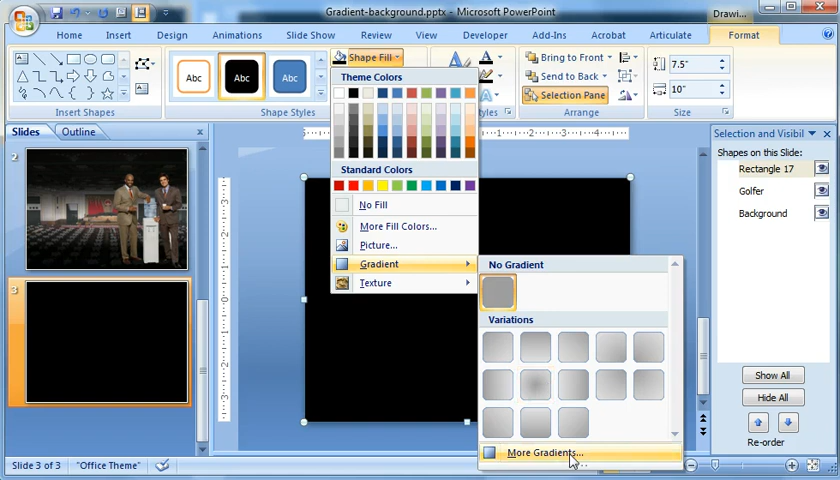 Gradient-background.pptx - Microsoft PowerPoint
Drawi...
Home Insert Design Animations Slide Show Review View Developer Add-Ins Acrobat Articulate Format
Shape Fill
Abc Abc Abc
Insert Shapes
Shape Styles
Bring to Front
Send to Back
Selection Pane
Arrange
7.5"
10"
Size
Theme Colors
Standard Colors
No Fill
More Fill Colors...
Picture...
Gradient
Texture
No Gradient
Variations
More Gradients...
Slides Outline
2
3
Selection and Visibil
Shapes on this Slide:
Rectangle 17
Golfer
Background
Show All
Hide All
Re-order
Slide 3 of 3 "Office Theme"